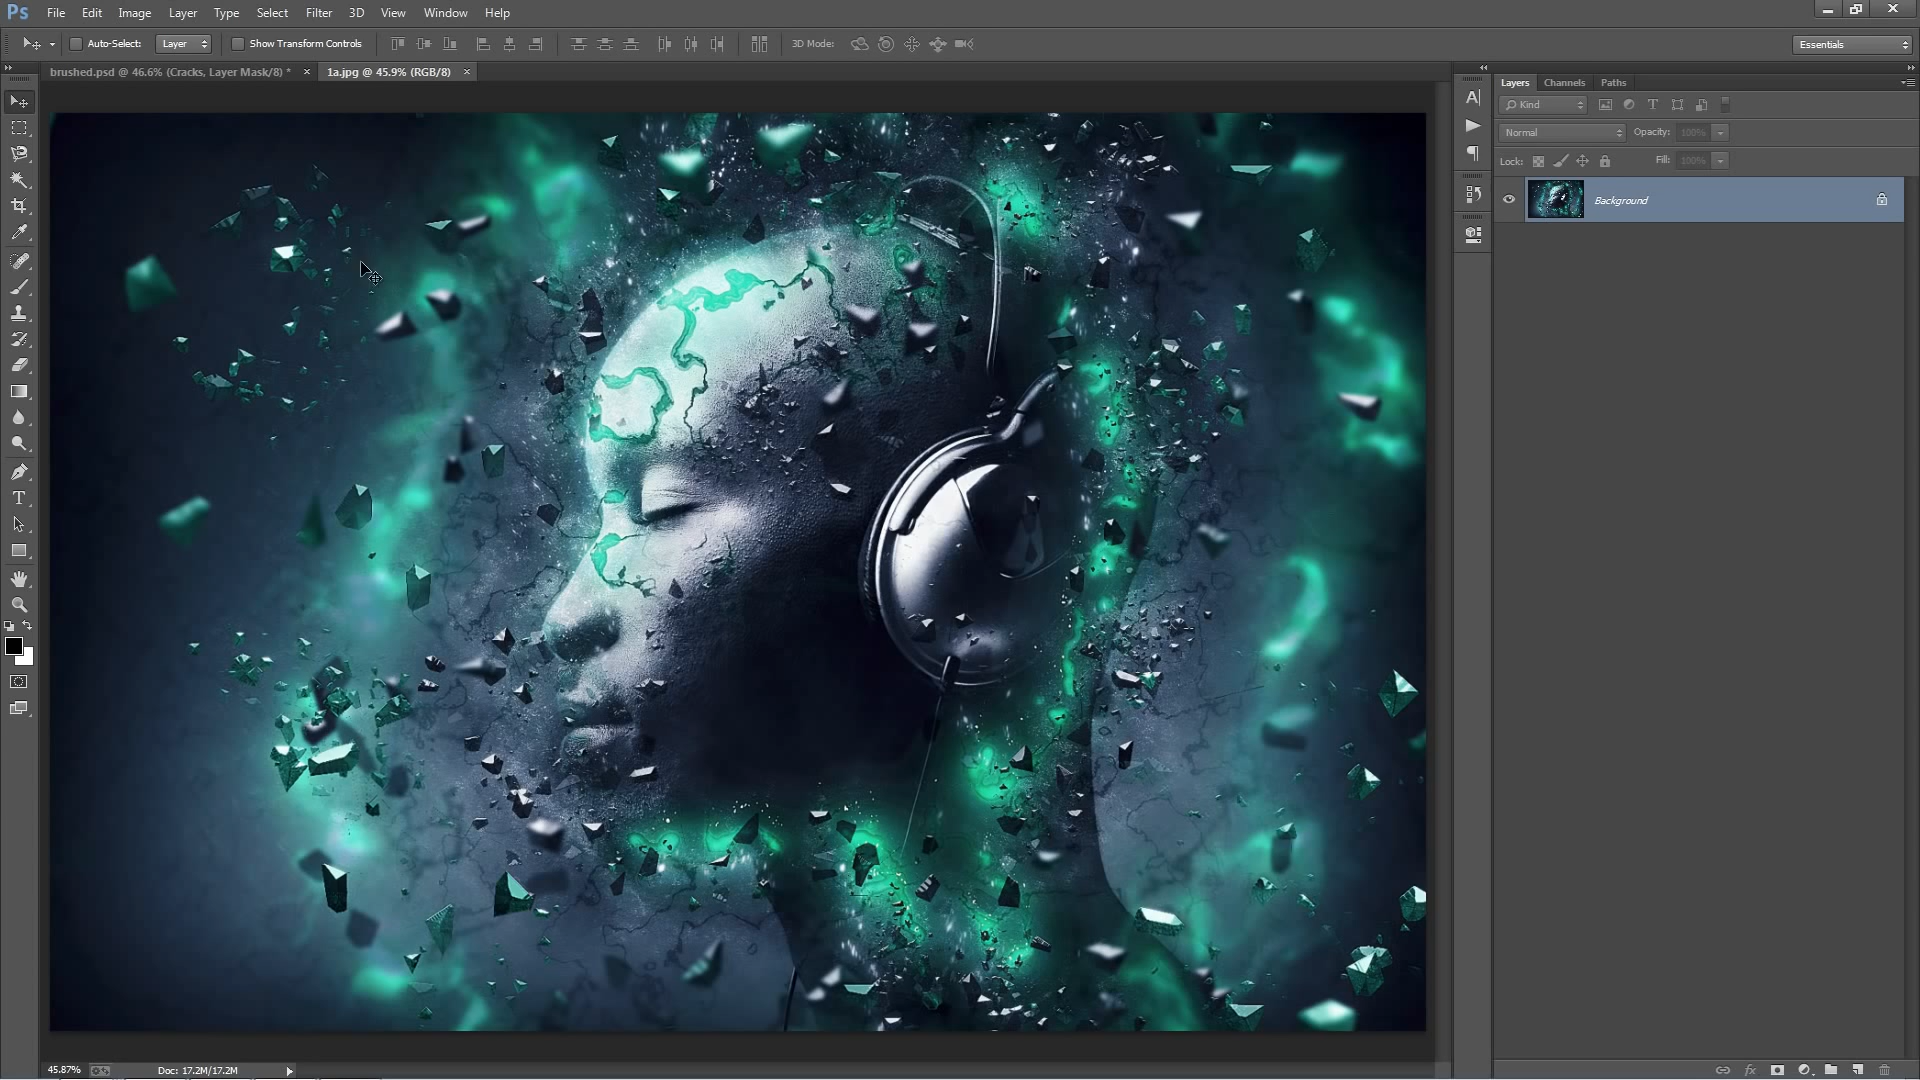 Ps File Edit Image Layer Type Select Filter 3D View Window Help
Auto-Select: Layer Show Transform Controls 3D Mode: Essentials
brushed.psd @ 46.6% (Cracks, Layer Mask/8) * × 1a.jpg @ 45.9% (RGB/8) ×
Layers Channels Paths
Kind
Normal Opacity: 100%
Lock: Fill: 100%
Background
45.87% Doc: 17.2M/17.2M